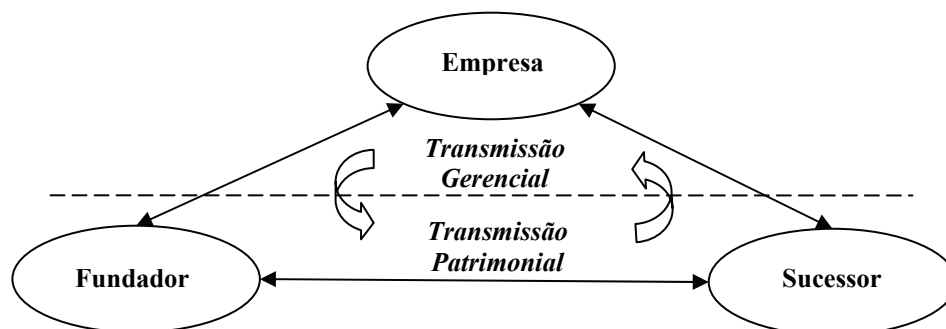 Empresa
Transmissão
Gerencial
Transmissão
Patrimonial
Fundador
Sucessor